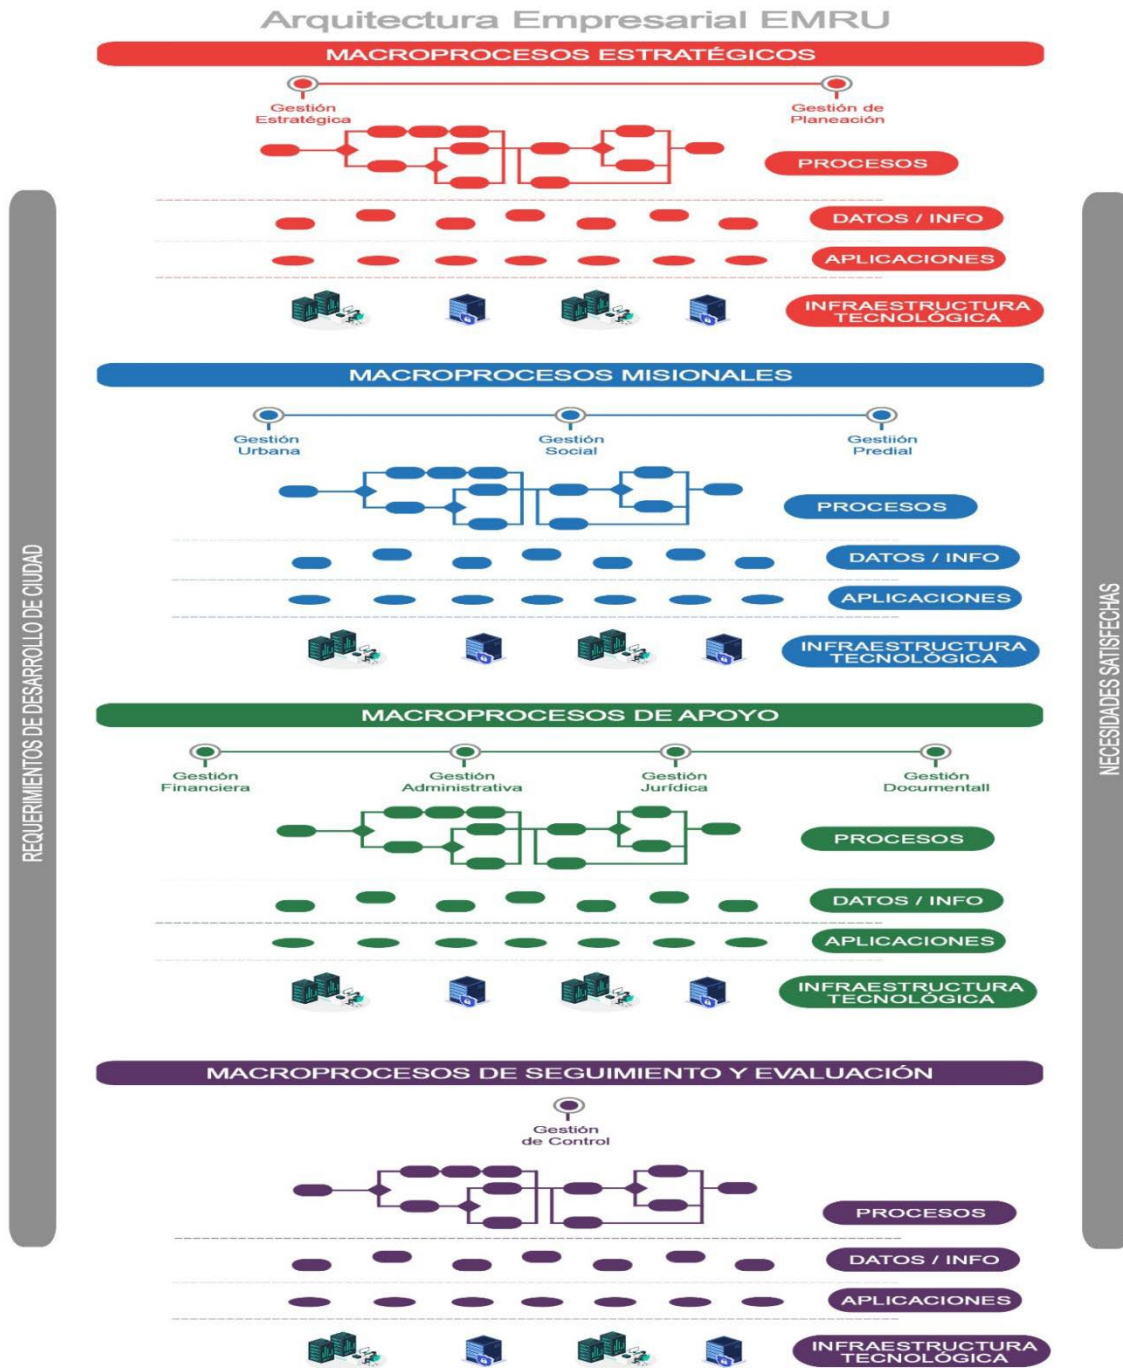 Arquitectura Empresarial EMRU
MACROPROCESOS ESTRATÉGICOS
Gestión
Estratégica
Gestión de
Planeación
PROCESOS
DATOS / INFO
APLICACIONES
INFRAESTRUCTURA
TECNOLÓGICA
MACROPROCESOS MISIONALES
Gestión
Urbana
Gestión
Social
Gestiión
Predial
PROCESOS
DATOS / INFO
APLICACIONES
INFRAESTRUCTURA
TECNOLÓGICA
MACROPROCESOS DE APOYO
Gestión
Financiera
Gestión
Administrativa
Gestión
Jurídica
Gestión
Documentall
PROCESOS
DATOS / INFO
APLICACIONES
INFRAESTRUCTURA
TECNOLÓGICA
MACROPROCESOS DE SEGUIMIENTO Y EVALUACIÓN
Gestión
de Control
PROCESOS
DATOS / INFO
APLICACIONES
INFRAESTRUCTURA
TECNOLÓGICA
REQUERIMIENTOS DE DESARROLLO DE CIUDAD
NECESIDADES SATISFECHAS